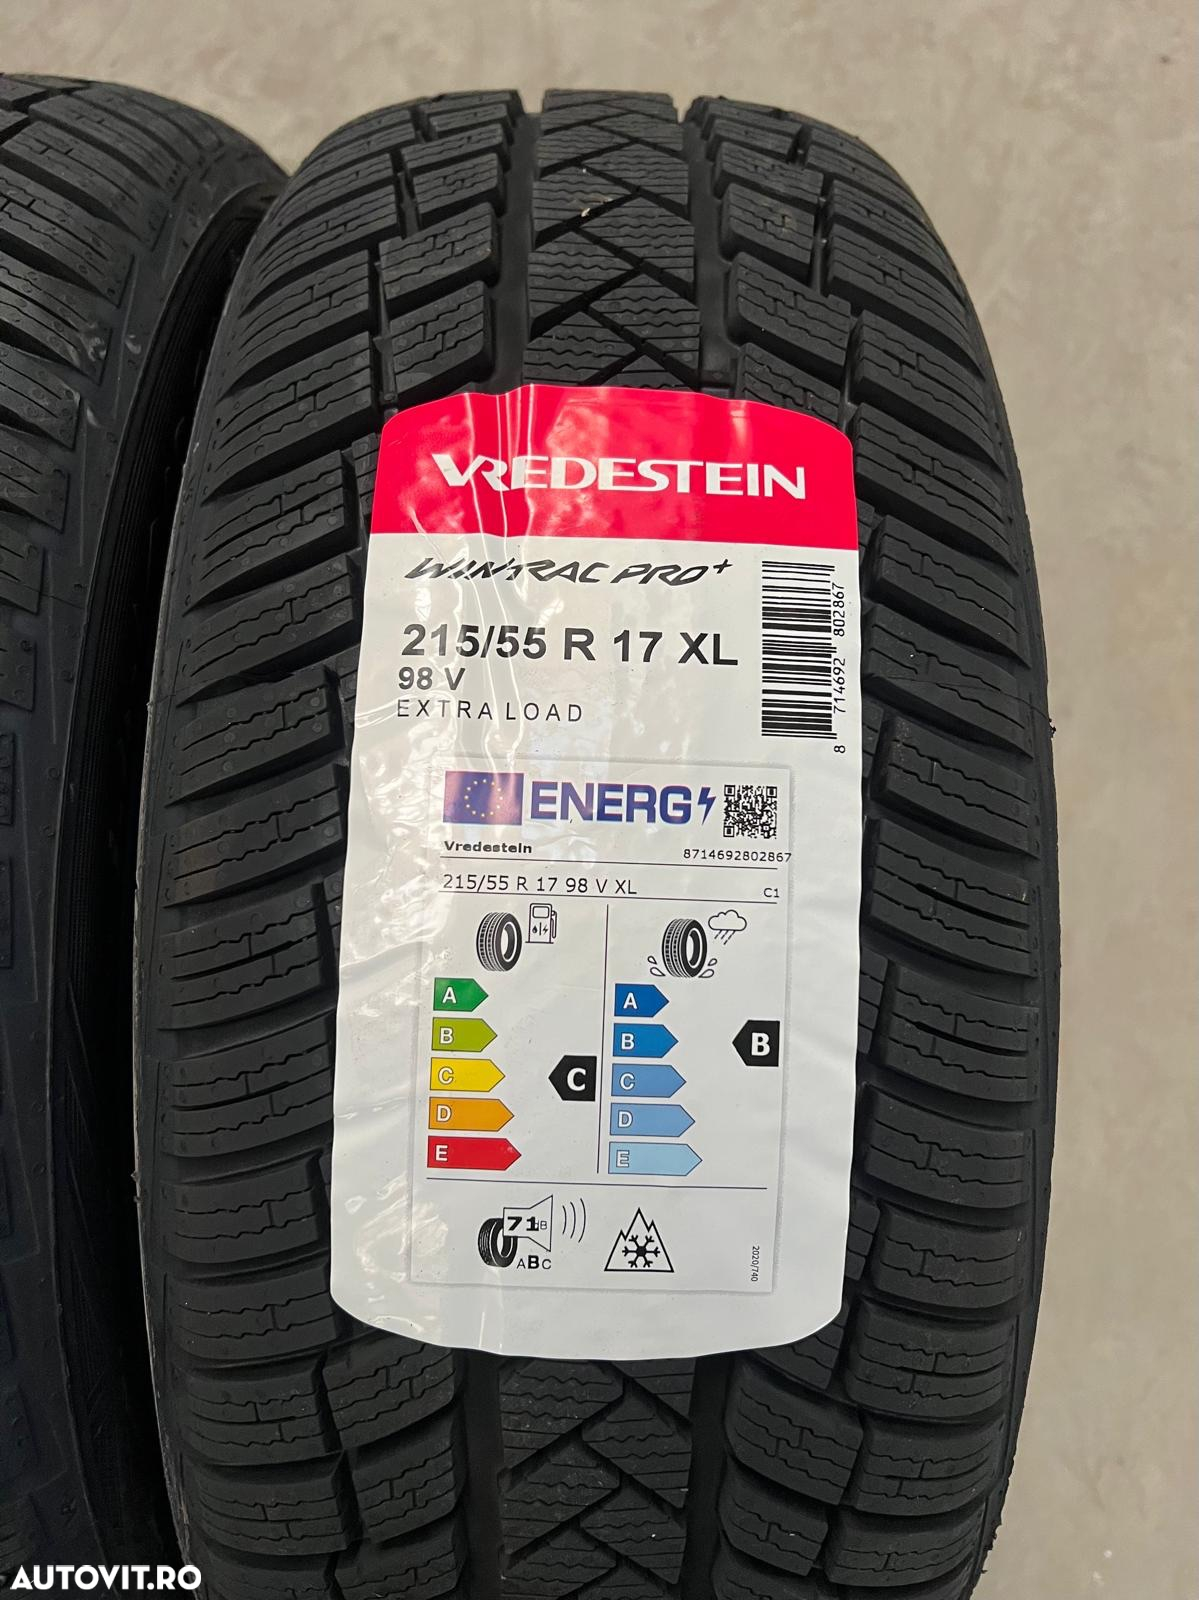 VREDESTEIN
WINTRAC PRO+
215/55 R 17 XL
98 V
EXTRA LOAD
8 714692 802867
ENERG
Vredestein 8714692802867
215/55 R 17 98 V XL C1
A A
B B B
C C C
D D
E E
71 B
ABC
2020/740
AUTOVIT.RO